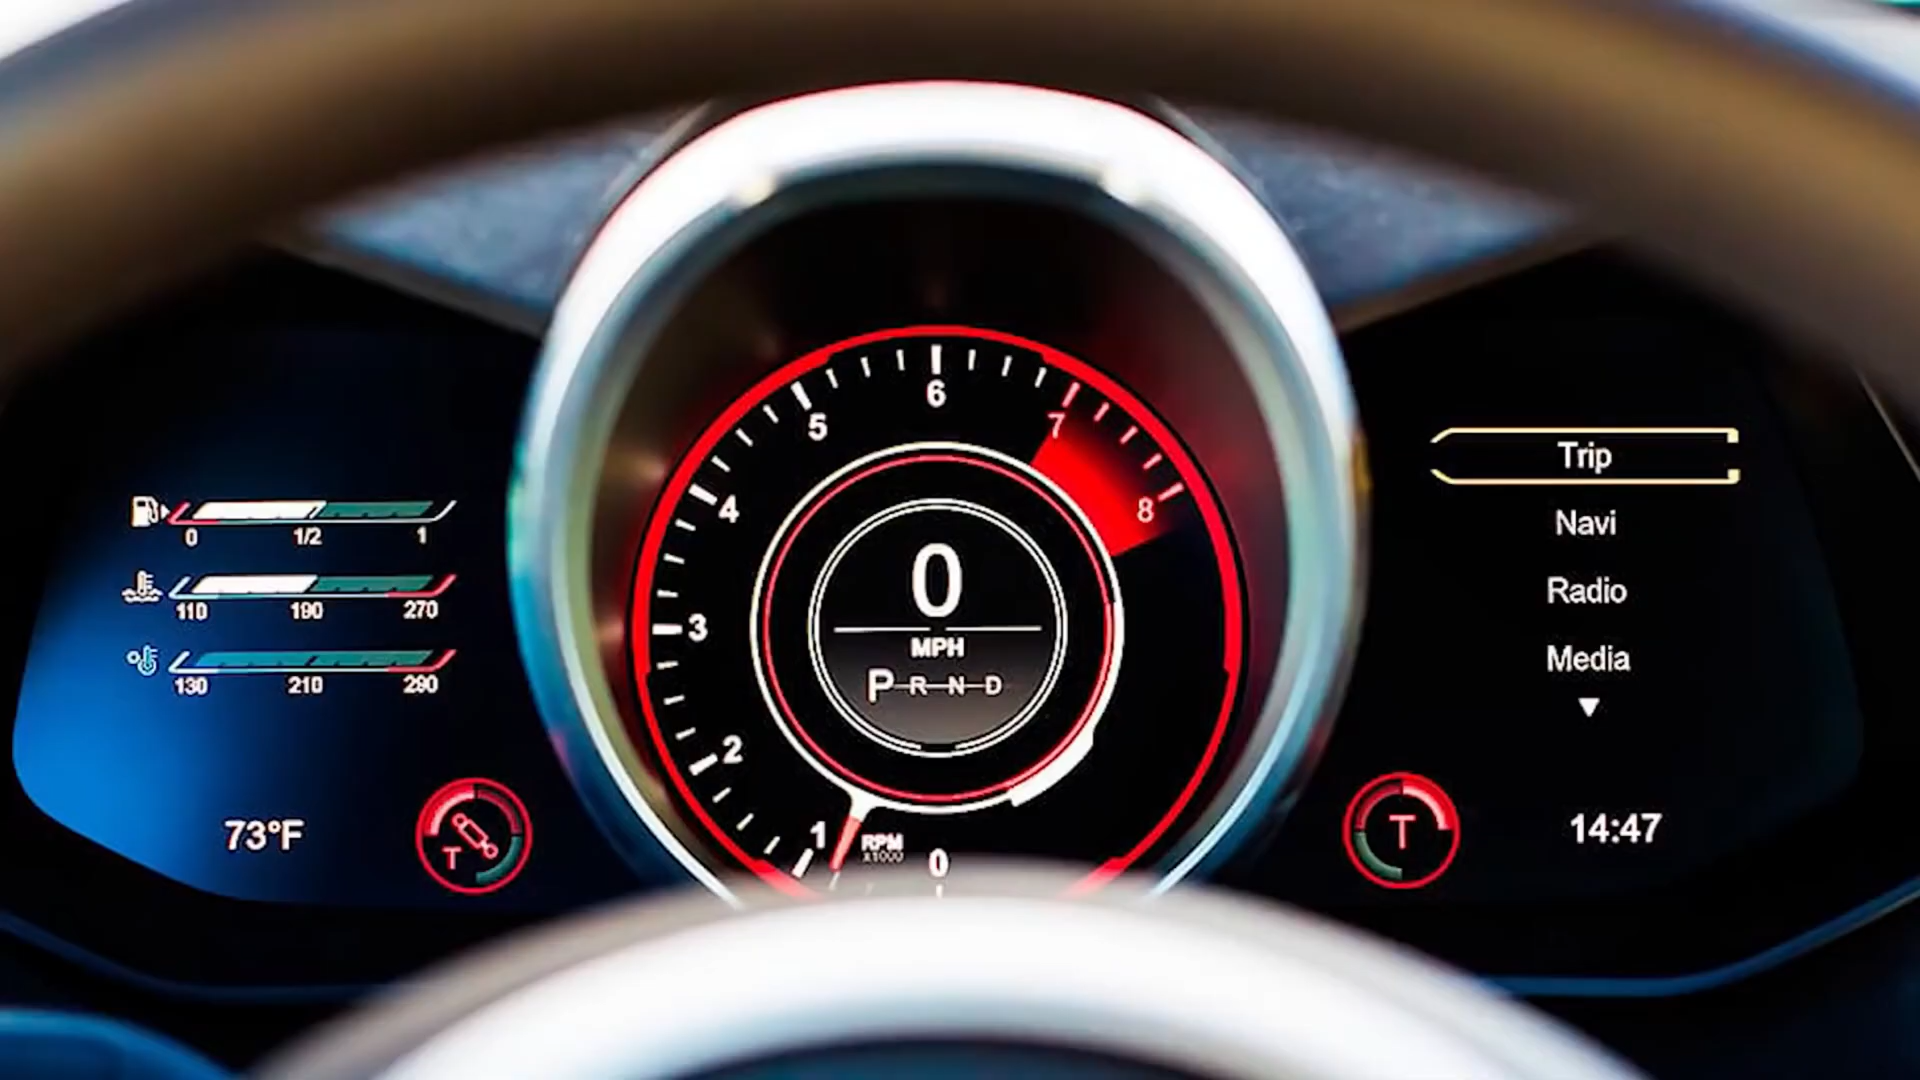 0 1/2 1
110 190 270
130 210 290
73°F
T
0
1
2
3
4
5
6
7
8
RPM
X1000
0
MPH
P R N D
Trip
Navi
Radio
Media
T
14:47